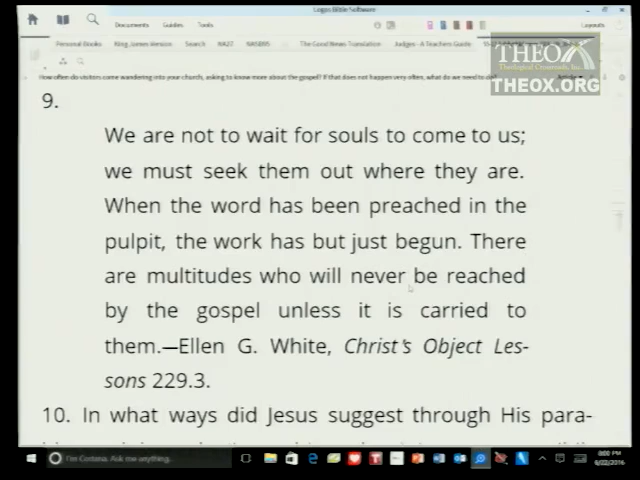 Logos Bible Software
Documents Guides Tools Layouts
Personal Books King James Version Search NA27 NASB95 The Good News Translation Judges - A Teachers Guide
THEOX
Theological Crossroads, Inc.
THEOX.ORG
How often do visitors come wandering into your church, asking to know more about the gospel? If that does not happen very often, what do we need to do?
9.
We are not to wait for souls to come to us;
we must seek them out where they are.
When the word has been preached in the
pulpit, the work has but just begun. There
are multitudes who will never be reached
by the gospel unless it is carried to
them.—Ellen G. White, Christ's Object Les-
sons 229.3.
10. In what ways did Jesus suggest through His para-
I'm Cortana. Ask me anything.